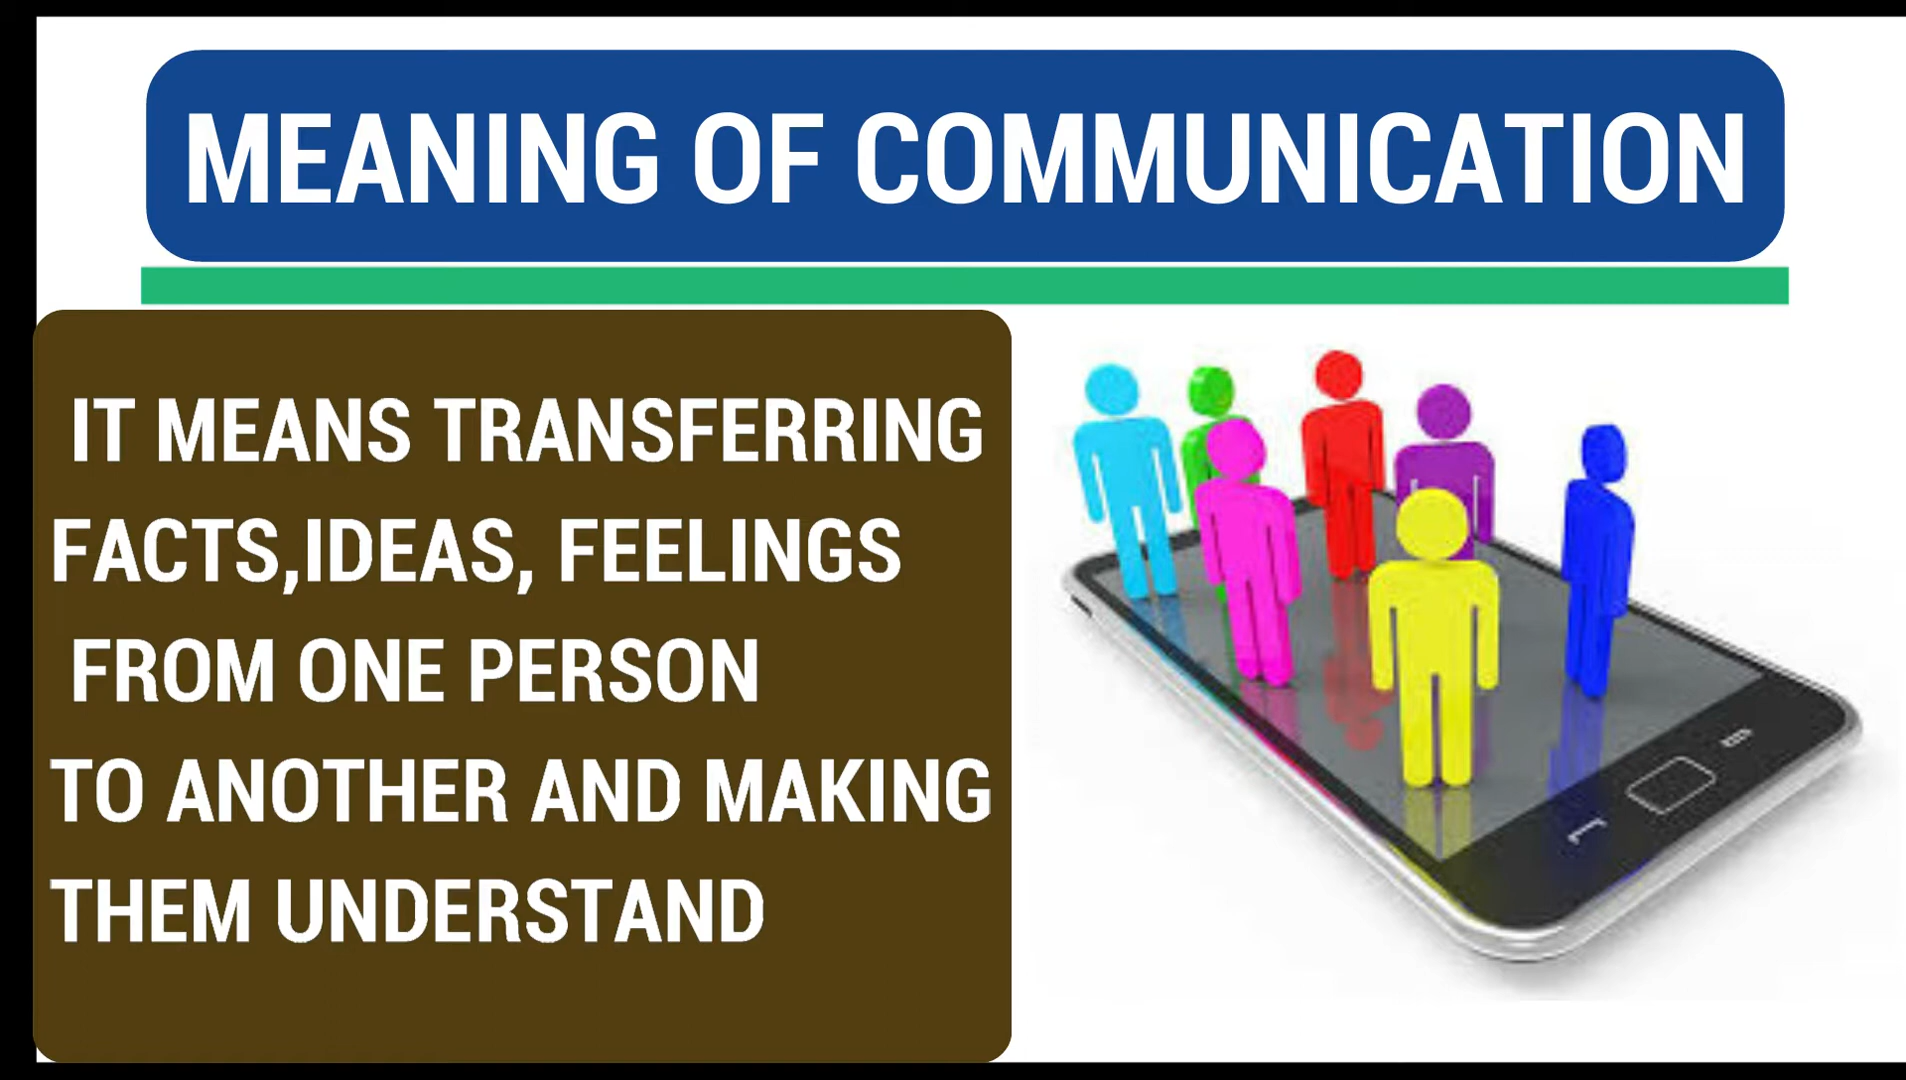 MEANING OF COMMUNICATION
IT MEANS TRANSFERRING
FACTS,IDEAS, FEELINGS
FROM ONE PERSON
TO ANOTHER AND MAKING
THEM UNDERSTAND